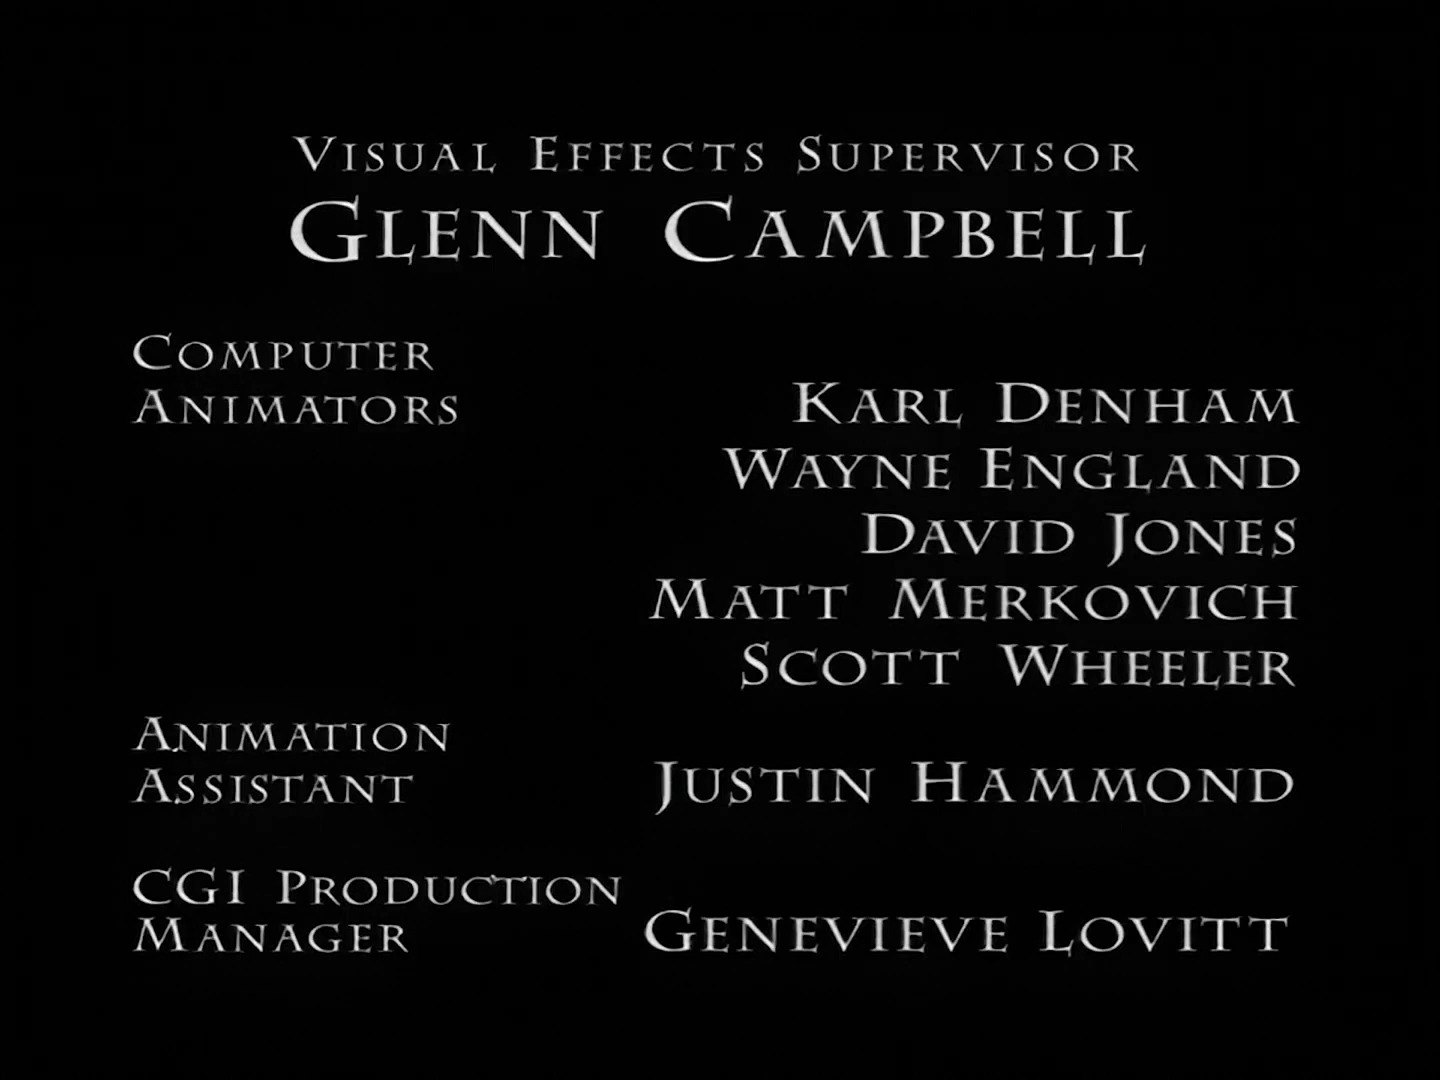 Visual Effects Supervisor
Glenn Campbell
Computer
Animators
Karl Denham
Wayne England
David Jones
Matt Merkovich
Scott Wheeler
Animation
Assistant
Justin Hammond
CGI Production
Manager
Genevieve Lovitt